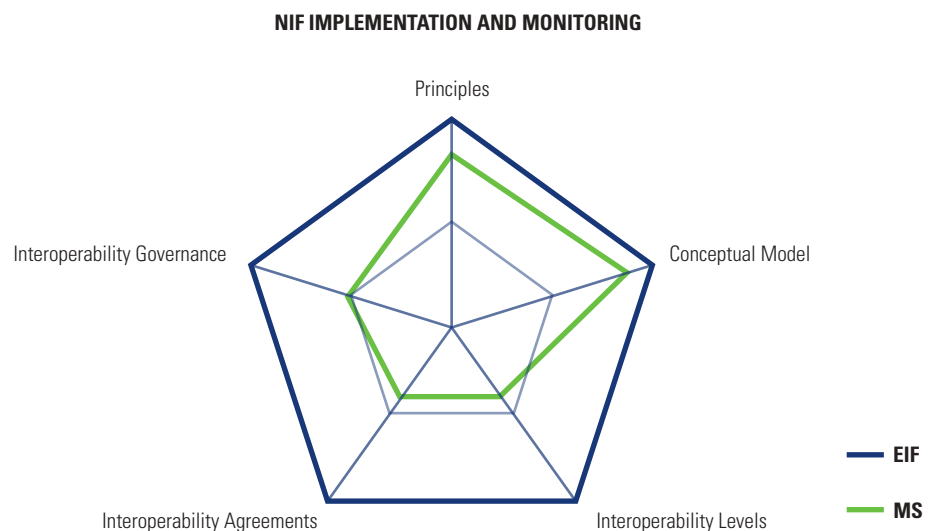 NIF IMPLEMENTATION AND MONITORING
Principles
Interoperability Governance
Conceptual Model
EIF
MS
Interoperability Agreements
Interoperability Levels